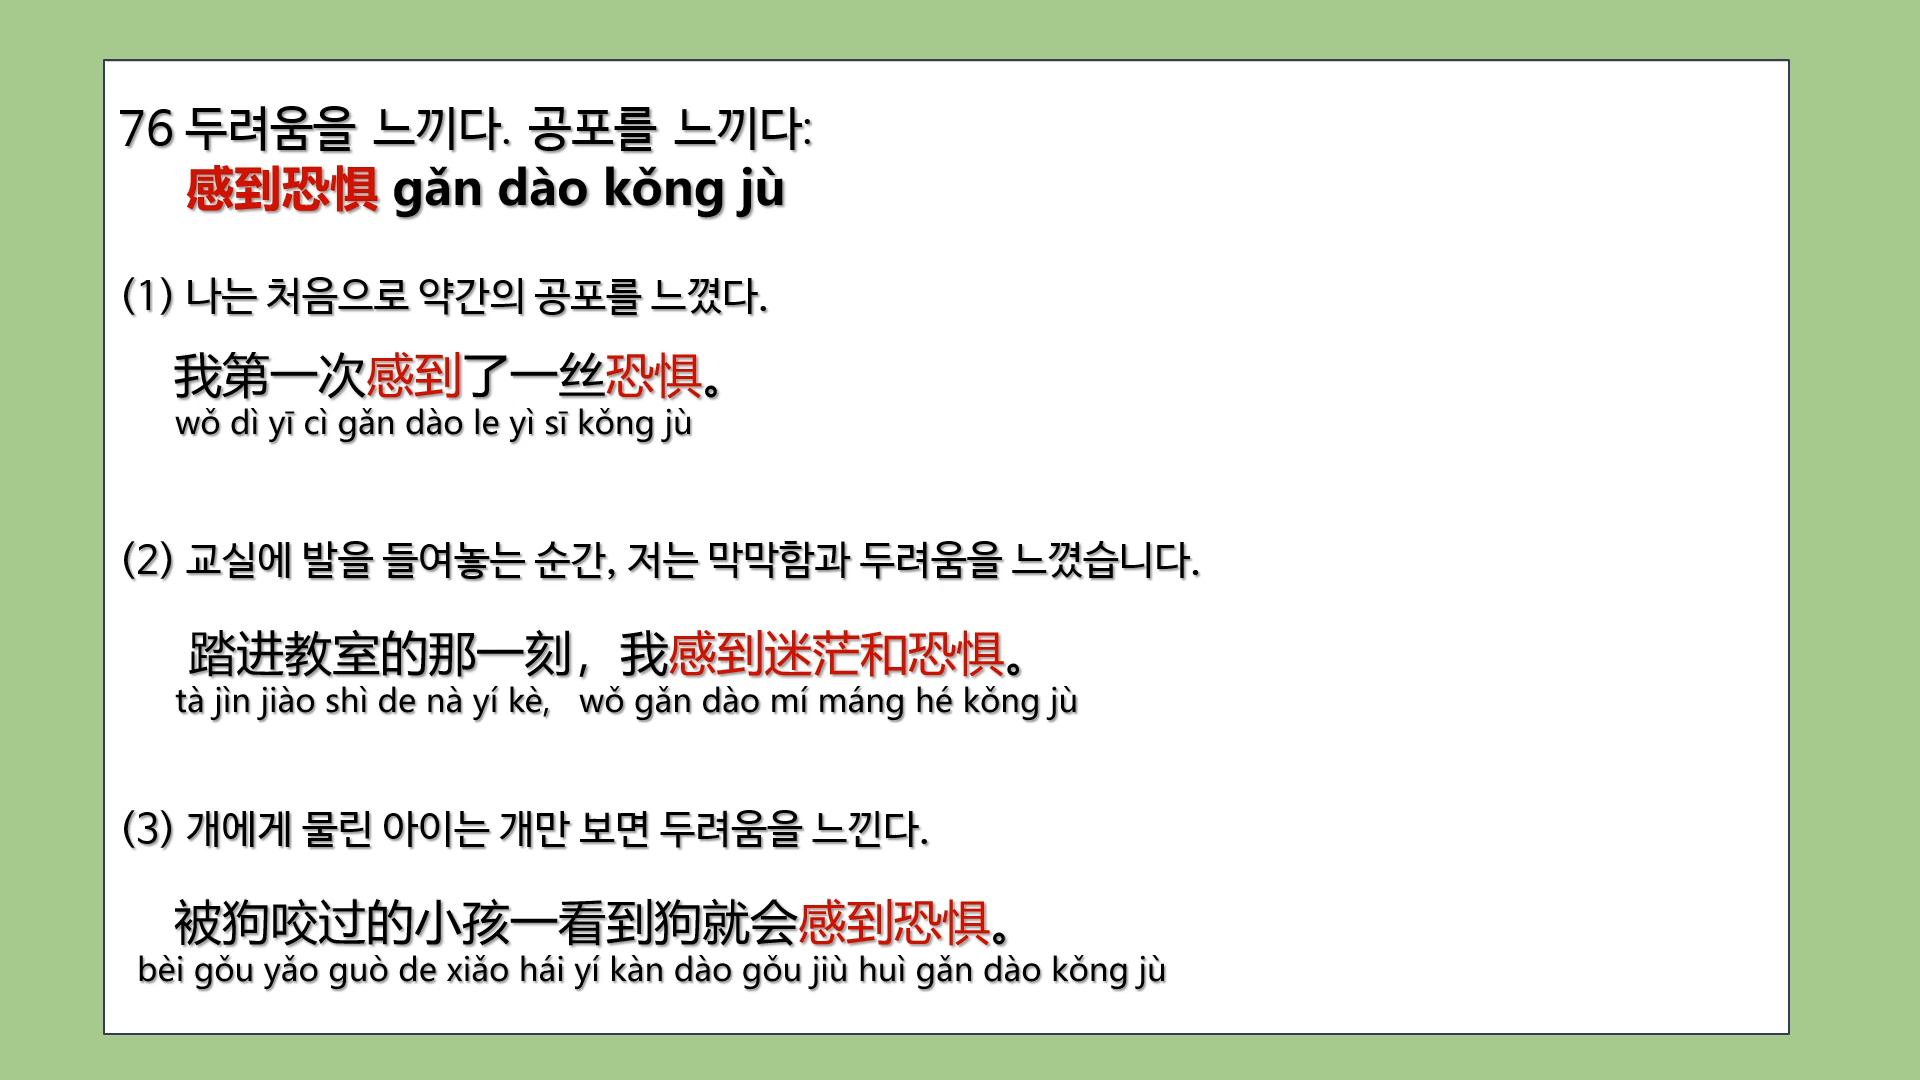 76 두려움을 느끼다. 공포를 느끼다:
感到恐惧 gǎn dào kǒng jù
(1) 나는 처음으로 약간의 공포를 느꼈다.
我第一次感到了一丝恐惧。
wǒ dì yī cì gǎn dào le yì sī kǒng jù
(2) 교실에 발을 들여놓는 순간, 저는 막막함과 두려움을 느꼈습니다.
踏进教室的那一刻，我感到迷茫和恐惧。
tà jìn jiào shì de nà yí kè, wǒ gǎn dào mí máng hé kǒng jù
(3) 개에게 물린 아이는 개만 보면 두려움을 느낀다.
被狗咬过的小孩一看到狗就会感到恐惧。
bèi gǒu yǎo guò de xiǎo hái yí kàn dào gǒu jiù huì gǎn dào kǒng jù